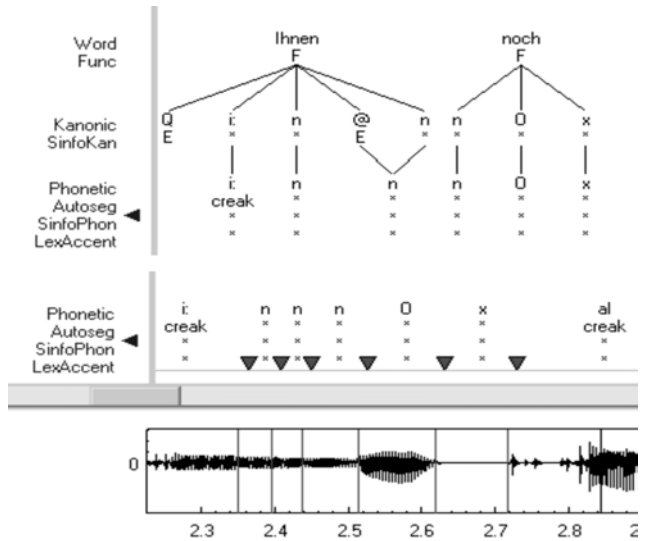 Word Ihnen noch
Func F F
Kanonic Q i: n @ n n O x
SinfoKan E × × E × × × ×
Phonetic i: n n n O x
Autoseg creak × × × × ×
SinfoPhon × × × × × ×
LexAccent × × × × × ×
Phonetic i: n n n O x aI
Autoseg creak × × × × × creak
SinfoPhon × × × × × × ×
LexAccent × × × × × × ×
0
2.3 2.4 2.5 2.6 2.7 2.8 2